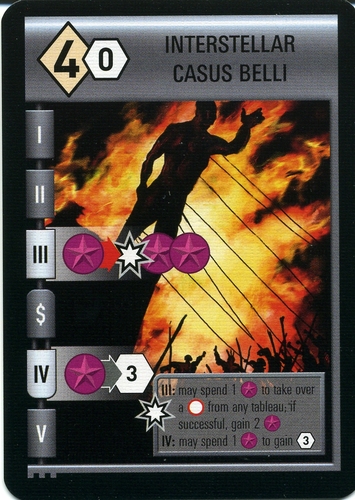 4 0
INTERSTELLAR
CASUS BELLI
I
II
III
$
IV
3
V
III: may spend 1 to take over
a from any tableau; if
successful, gain 2
IV: may spend 1 to gain 3